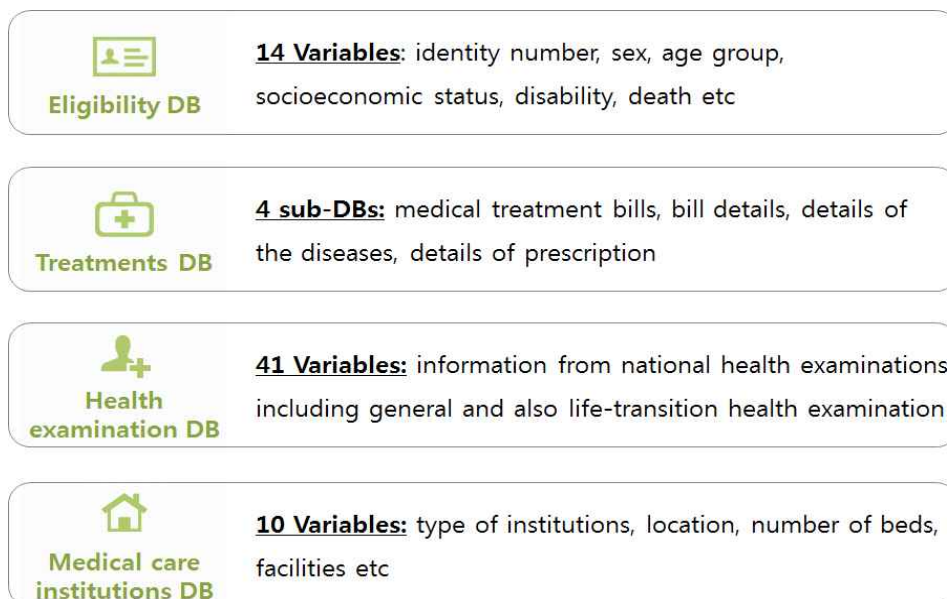 Eligibility DB
14 Variables: identity number, sex, age group,
socioeconomic status, disability, death etc
Treatments DB
4 sub-DBs: medical treatment bills, bill details, details of
the diseases, details of prescription
Health
examination DB
41 Variables: information from national health examinations
including general and also life-transition health examination
Medical care
institutions DB
10 Variables: type of institutions, location, number of beds,
facilities etc